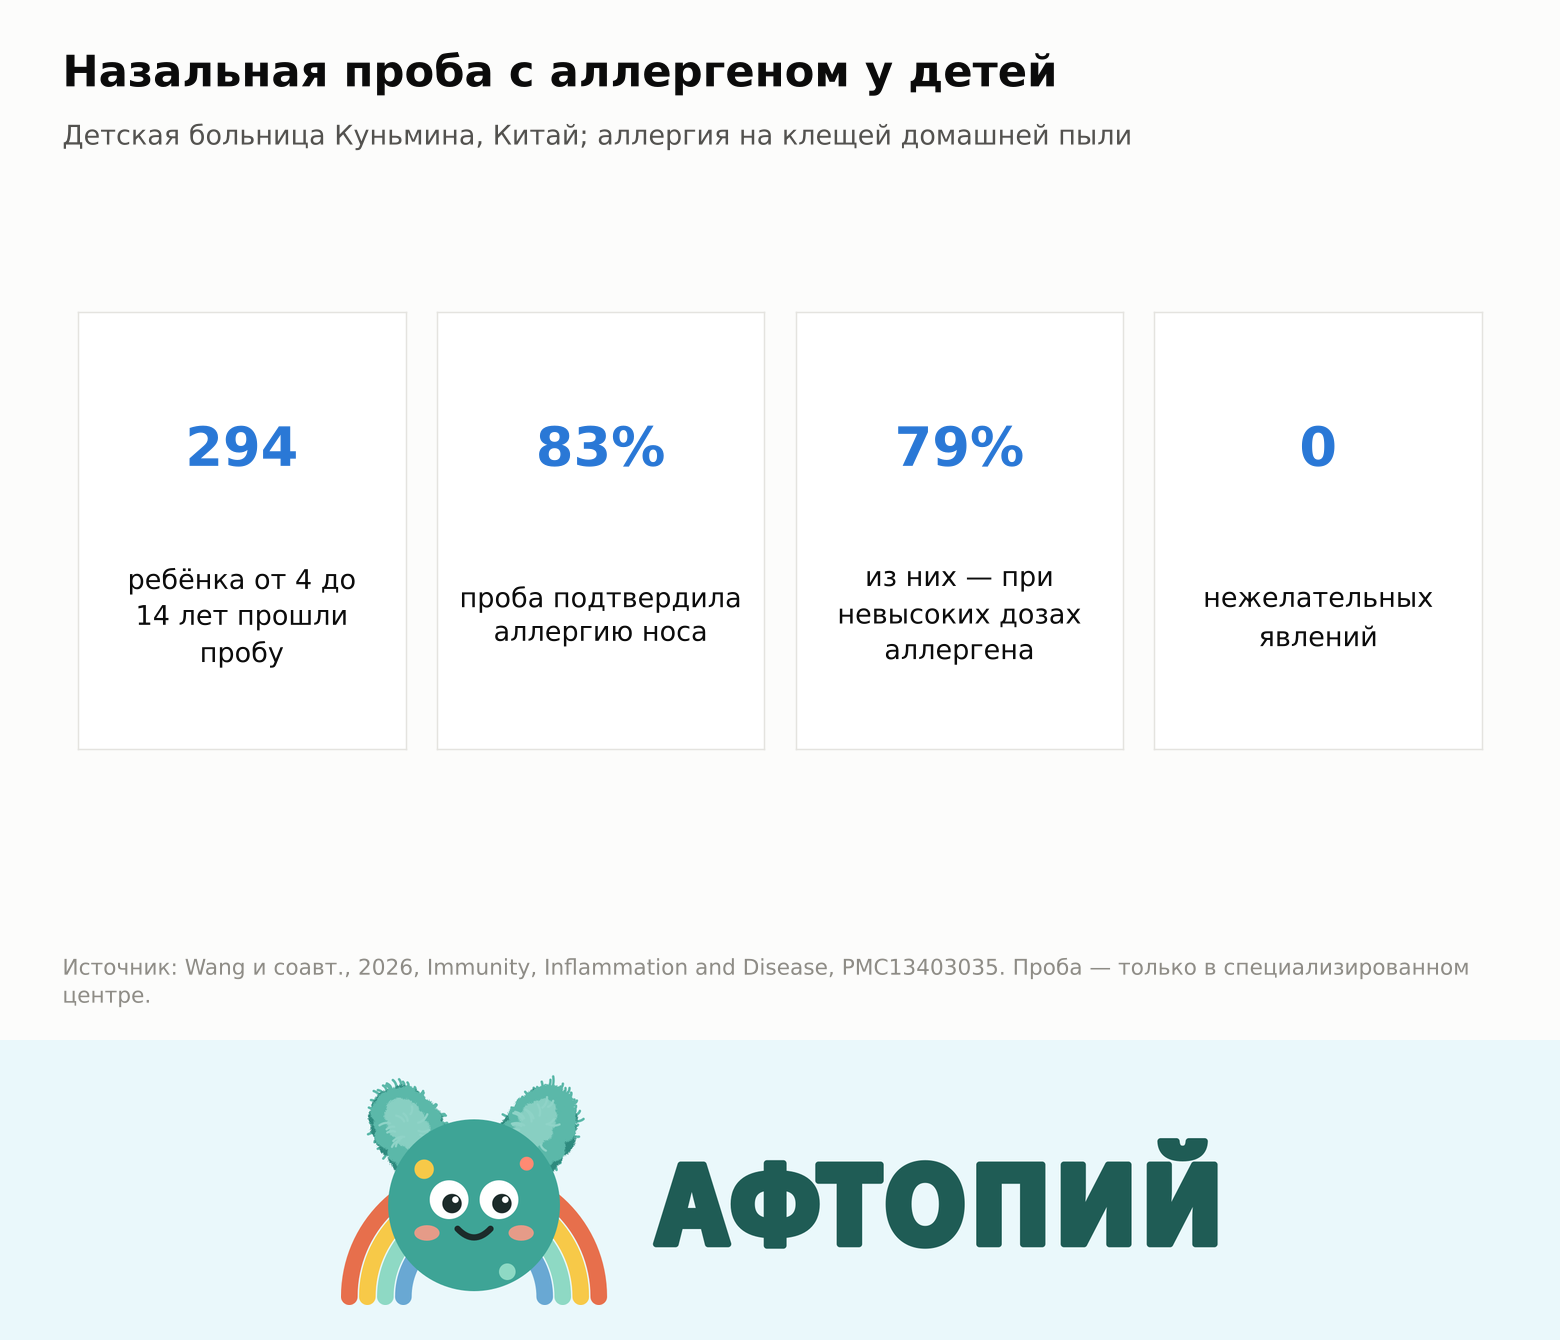 Назальная проба с аллергеном у детей
Детская больница Куньмина, Китай; аллергия на клещей домашней пыли
294
ребёнка от 4 до
14 лет прошли
пробу
83%
проба подтвердила
аллергию носа
79%
из них — при
невысоких дозах
аллергена
0
нежелательных
явлений
Источник: Wang и соавт., 2026, Immunity, Inflammation and Disease, PMC13403035. Проба — только в специализированном
центре.
АФТОПИЙ